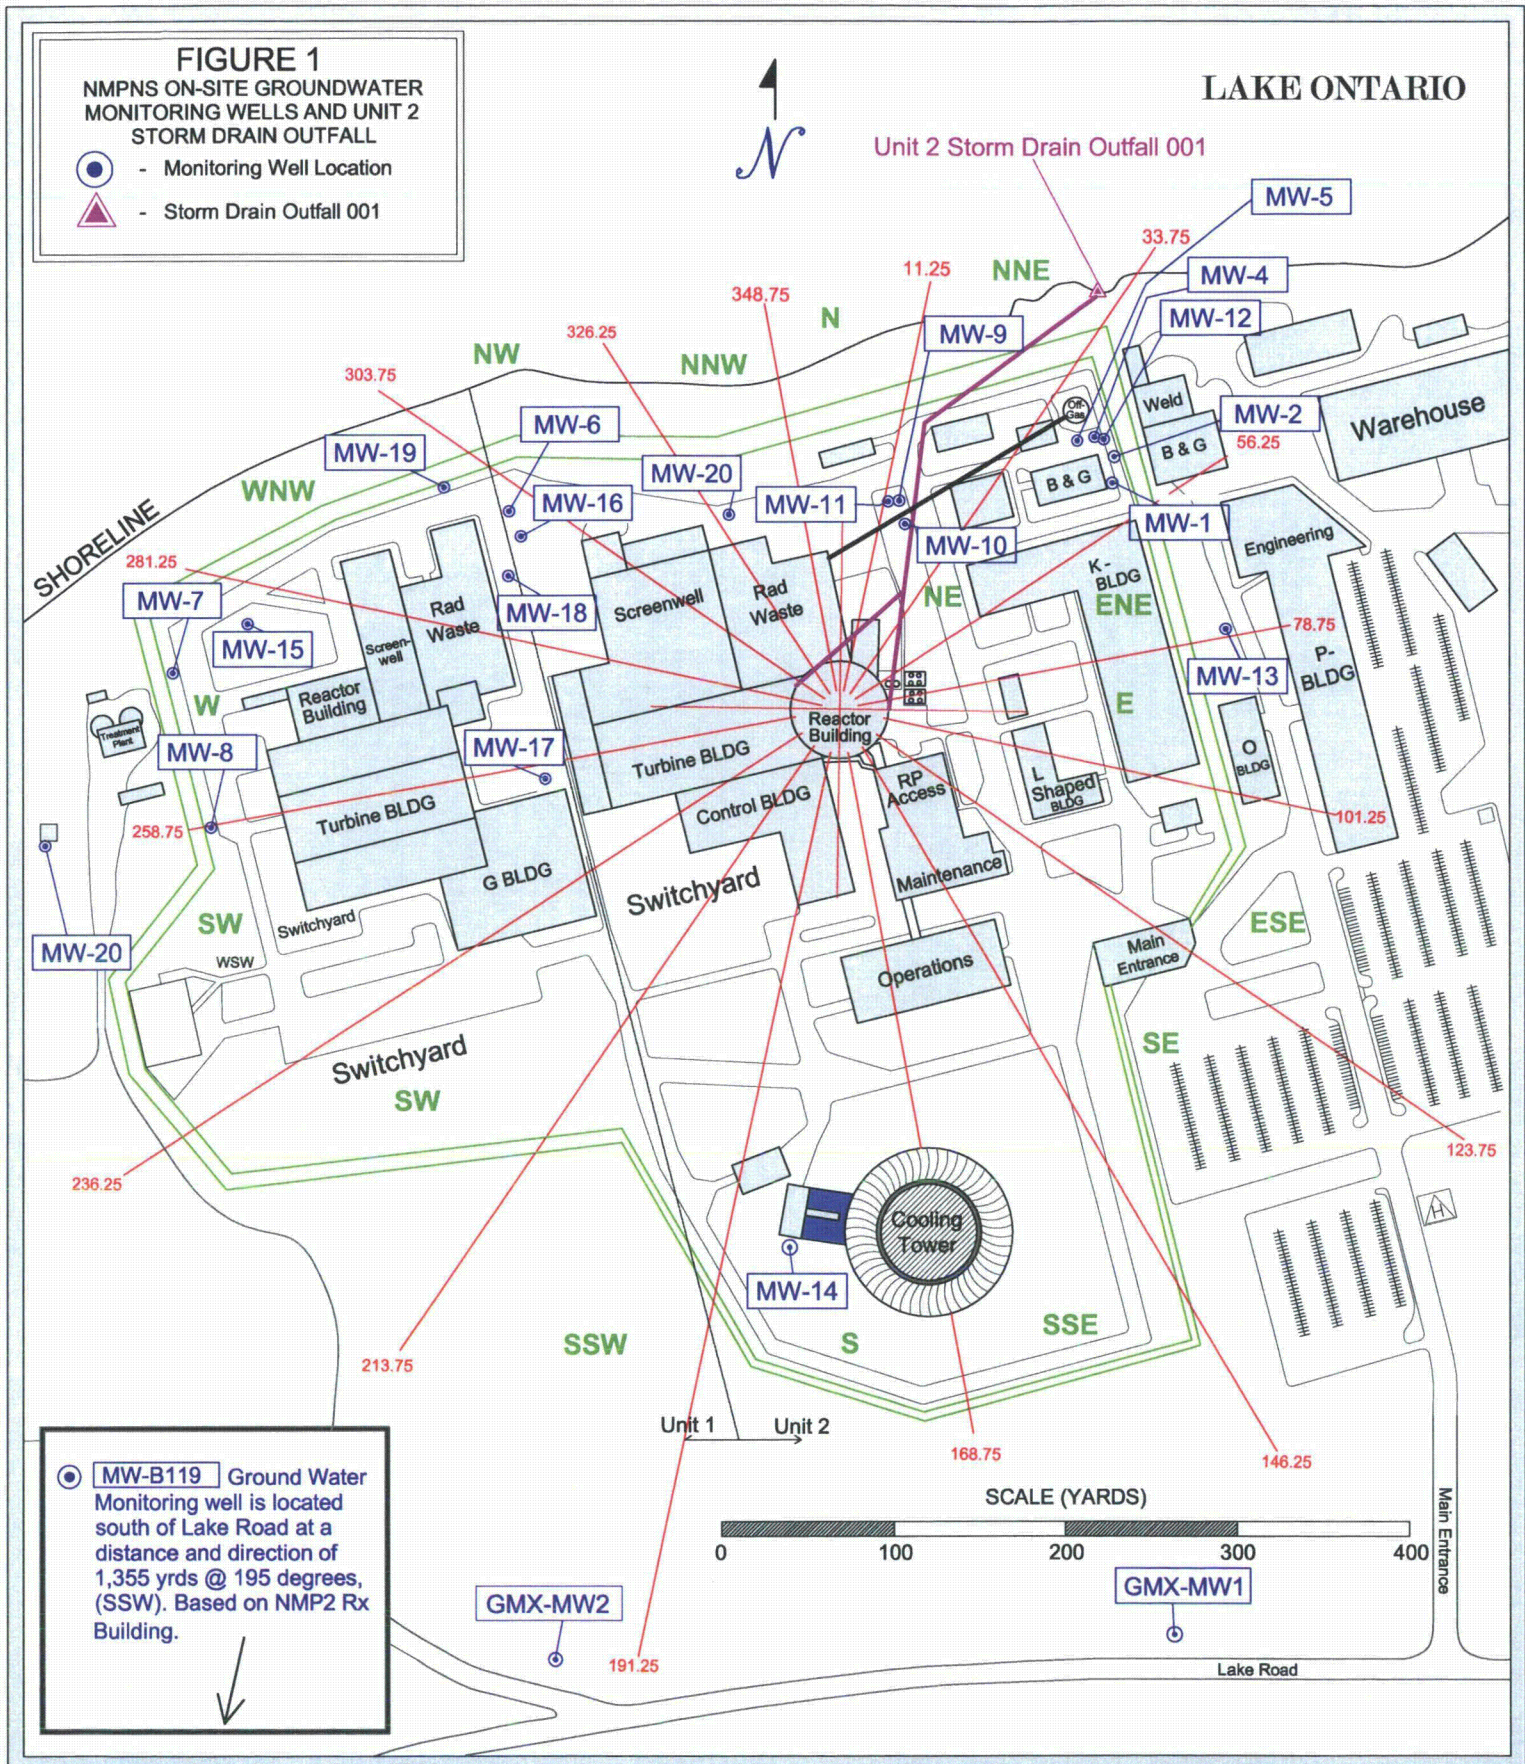 FIGURE 1
NMPNS ON-SITE GROUNDWATER
MONITORING WELLS AND UNIT 2
STORM DRAIN OUTFALL
- Monitoring Well Location
- Storm Drain Outfall 001
N
LAKE ONTARIO
Unit 2 Storm Drain Outfall 001
MW-5
33.75
MW-4
11.25
NNE
348.75
MW-12
N
326.25
MW-9
NW
NNW
303.75
Off-
Gas
Weld
MW-2
Warehouse
MW-6
56.25
B & G
MW-19
MW-20
B & G
WNW
MW-16
MW-11
MW-1
SHORELINE
MW-10
Engineering
281.25
K-
BLDG
MW-7
Rad
Waste
MW-18
Screenwell
Rad
Waste
NE
ENE
78.75
MW-15
Screen-
well
P-
BLDG
MW-13
W
Reactor
Building
E
Reactor
Building
Treatment
Plant
MW-8
MW-17
Turbine BLDG
O
BLDG
RP
Access
L
Shaped
BLDG
258.75
Turbine BLDG
Control BLDG
101.25
G BLDG
Switchyard
Maintenance
SW
Switchyard
ESE
MW-20
WSW
Main
Entrance
Operations
Switchyard
SE
SW
236.25
123.75
H
Cooling
Tower
MW-14
SSW
S
SSE
213.75
Unit 1
Unit 2
168.75
146.25
MW-B119 Ground Water
Monitoring well is located
south of Lake Road at a
distance and direction of
1,355 yrds @ 195 degrees,
(SSW). Based on NMP2 Rx
Building.
SCALE (YARDS)
0 100 200 300 400
Main Entrance
GMX-MW2
GMX-MW1
191.25
Lake Road